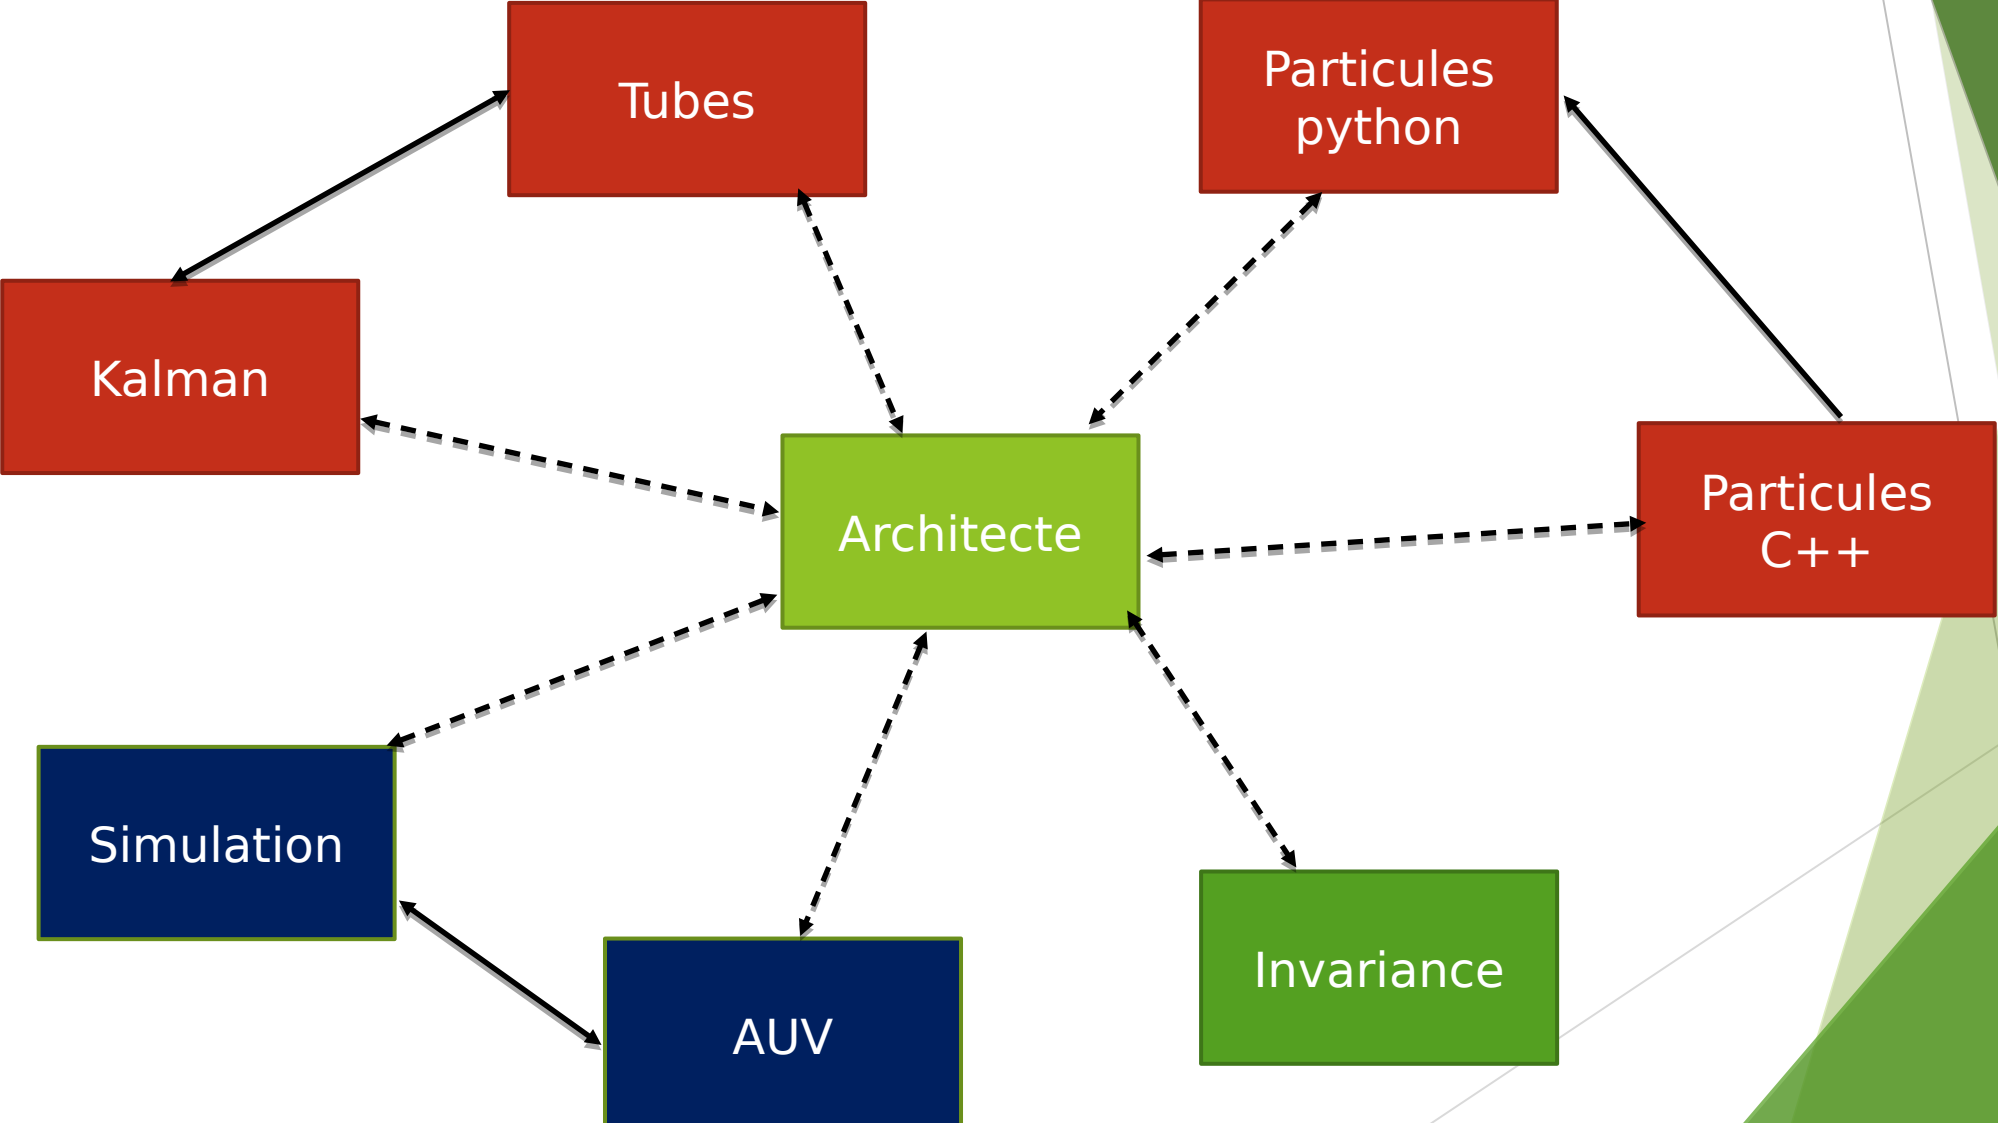 Tubes
Particules
python
Kalman
Architecte
Particules
C++
Simulation
Invariance
AUV